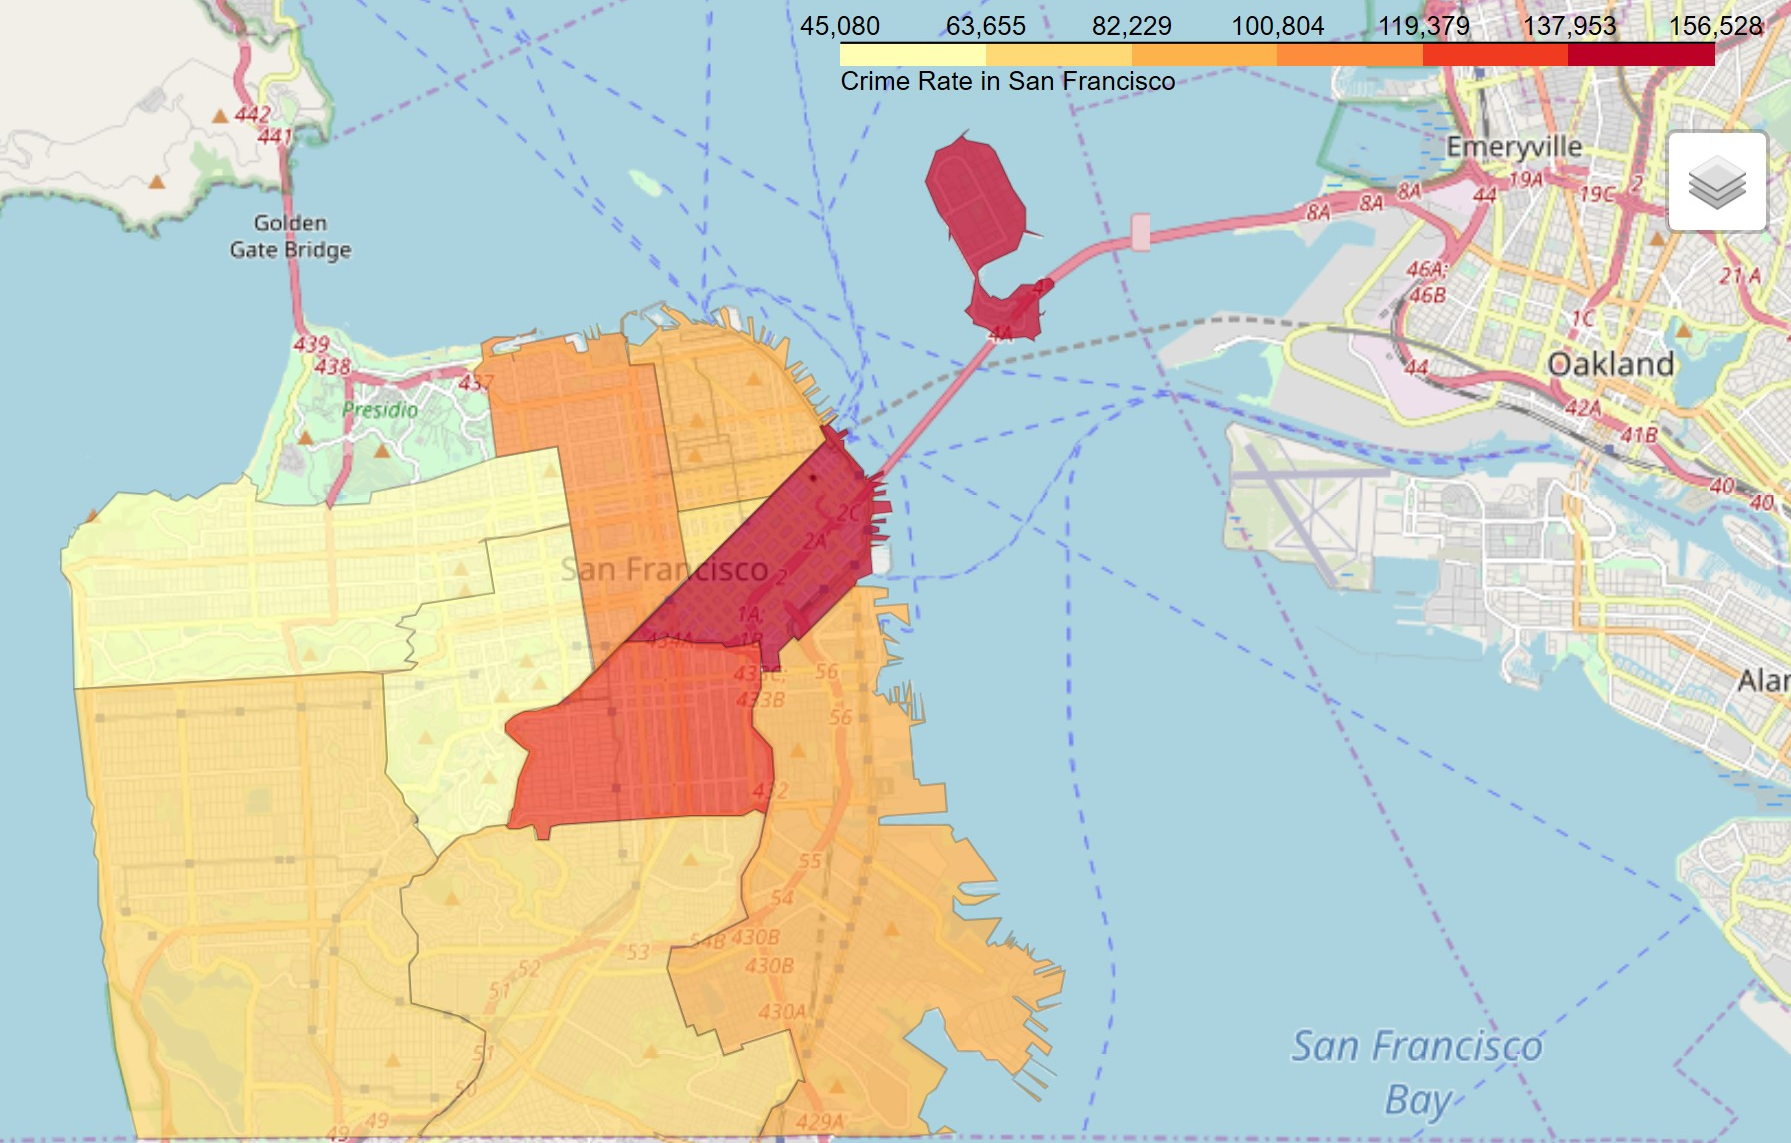 45,080 63,655 82,229 100,804 119,379 137,953 156,528
Crime Rate in San Francisco
442
441
Golden
Gate Bridge
439
438
437
Presidio
Emeryville
44
19A
19C
2
8A
8A
8A
46A;
46B
21 A
1C
Oakland
44
42A
41B
40
40
4
4A
2C
2A
San Francisco
2
1A;
1B
434A
433C;
433B
56
56
432
55
54
54B
430B
430B
53
52
51
430A
51
50
49
49
429A
Alar
San Francisco
Bay